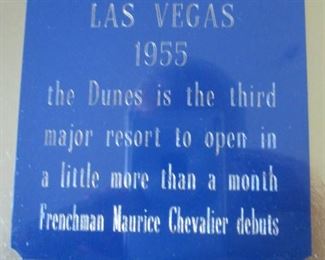 LAS VEGAS
1955
the Dunes is the third
major resort to open in
a little more than a month
Frenchman Maurice Chevalier debuts